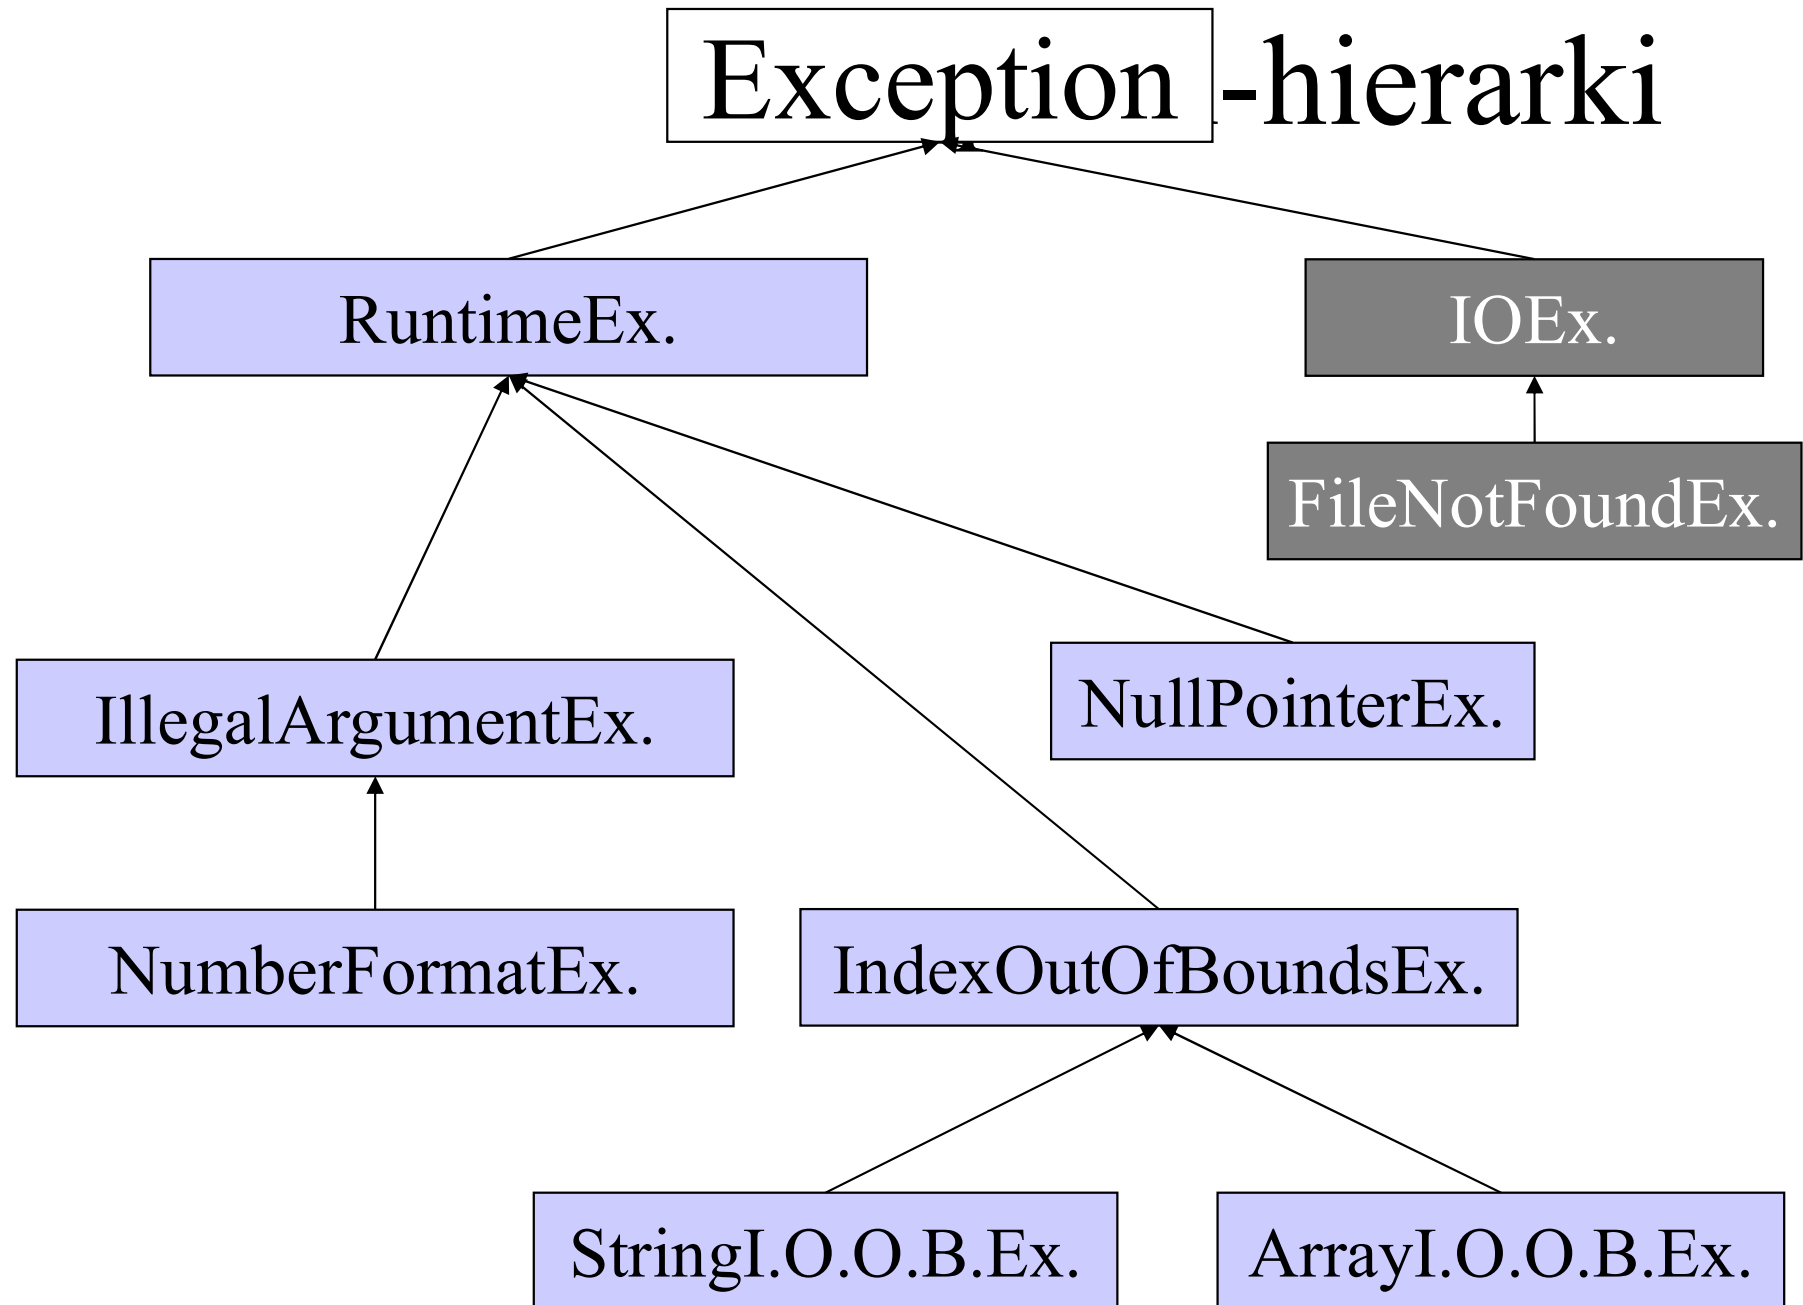 Exception -hierarki
RuntimeEx.
IOEx.
FileNotFoundEx.
IllegalArgumentEx.
NullPointerEx.
NumberFormatEx.
IndexOutOfBoundsEx.
StringI.O.O.B.Ex.
ArrayI.O.O.B.Ex.